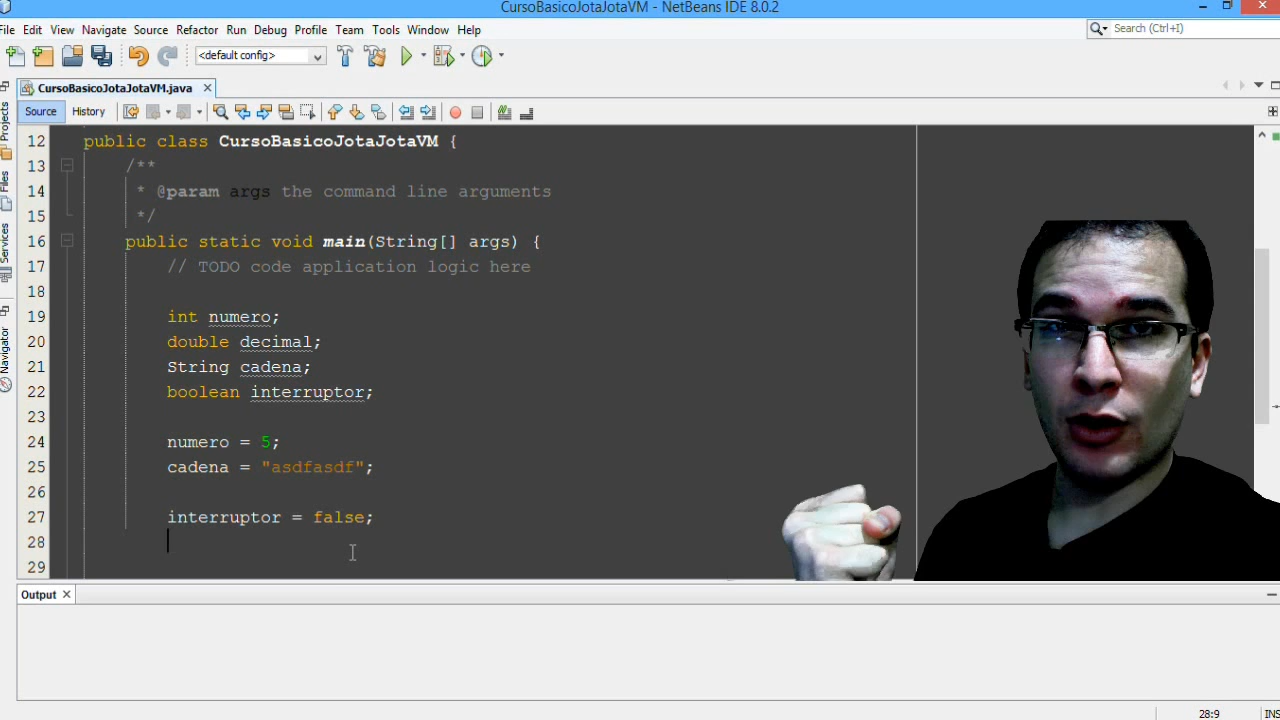 CursoBasicoJotaJotaVM - NetBeans IDE 8.0.2
File Edit View Navigate Source Refactor Run Debug Profile Team Tools Window Help
Search (Ctrl+I)
<default config>
CursoBasicoJotaJotaVM.java
Source History
Projects
Files
Services
Navigator
12 public class CursoBasicoJotaJotaVM {
13 /**
14 * @param args the command line arguments
15 */
16 public static void main(String[] args) {
17 // TODO code application logic here
18
19 int numero;
20 double decimal;
21 String cadena;
22 boolean interruptor;
23
24 numero = 5;
25 cadena = "asdfasdf";
26
27 interruptor = false;
28
29
Output
28:9 INS